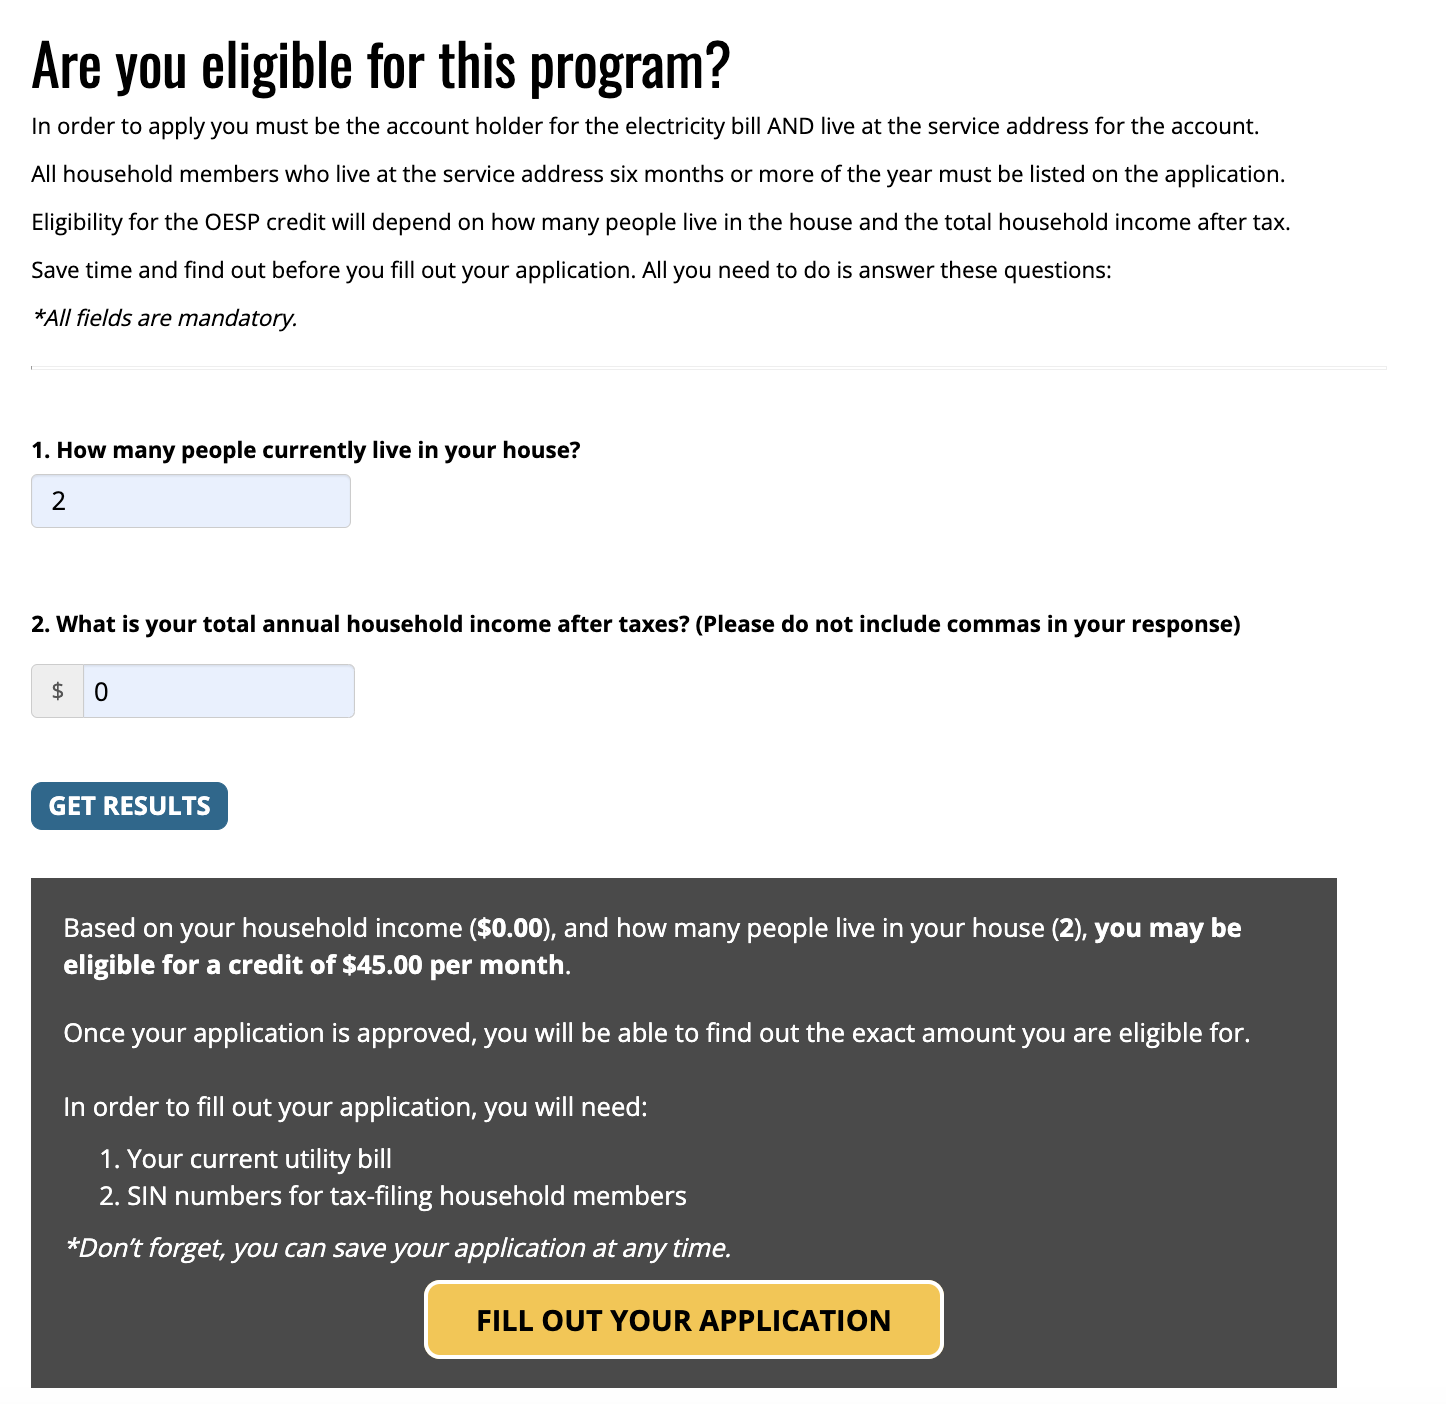 Are you eligible for this program?
In order to apply you must be the account holder for the electricity bill AND live at the service address for the account.
All household members who live at the service address six months or more of the year must be listed on the application.
Eligibility for the OESP credit will depend on how many people live in the house and the total household income after tax.
Save time and find out before you fill out your application. All you need to do is answer these questions:
*All fields are mandatory.
1. How many people currently live in your house?
2
2. What is your total annual household income after taxes? (Please do not include commas in your response)
$ 0
GET RESULTS
Based on your household income ($0.00), and how many people live in your house (2), you may be
eligible for a credit of $45.00 per month.
Once your application is approved, you will be able to find out the exact amount you are eligible for.
In order to fill out your application, you will need:
1. Your current utility bill
2. SIN numbers for tax-filing household members
*Don't forget, you can save your application at any time.
FILL OUT YOUR APPLICATION